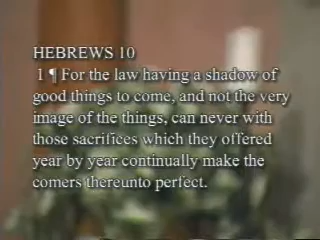 HEBREWS 10
1 ¶ For the law having a shadow of
good things to come, and not the very
image of the things, can never with
those sacrifices which they offered
year by year continually make the
comers thereunto perfect.